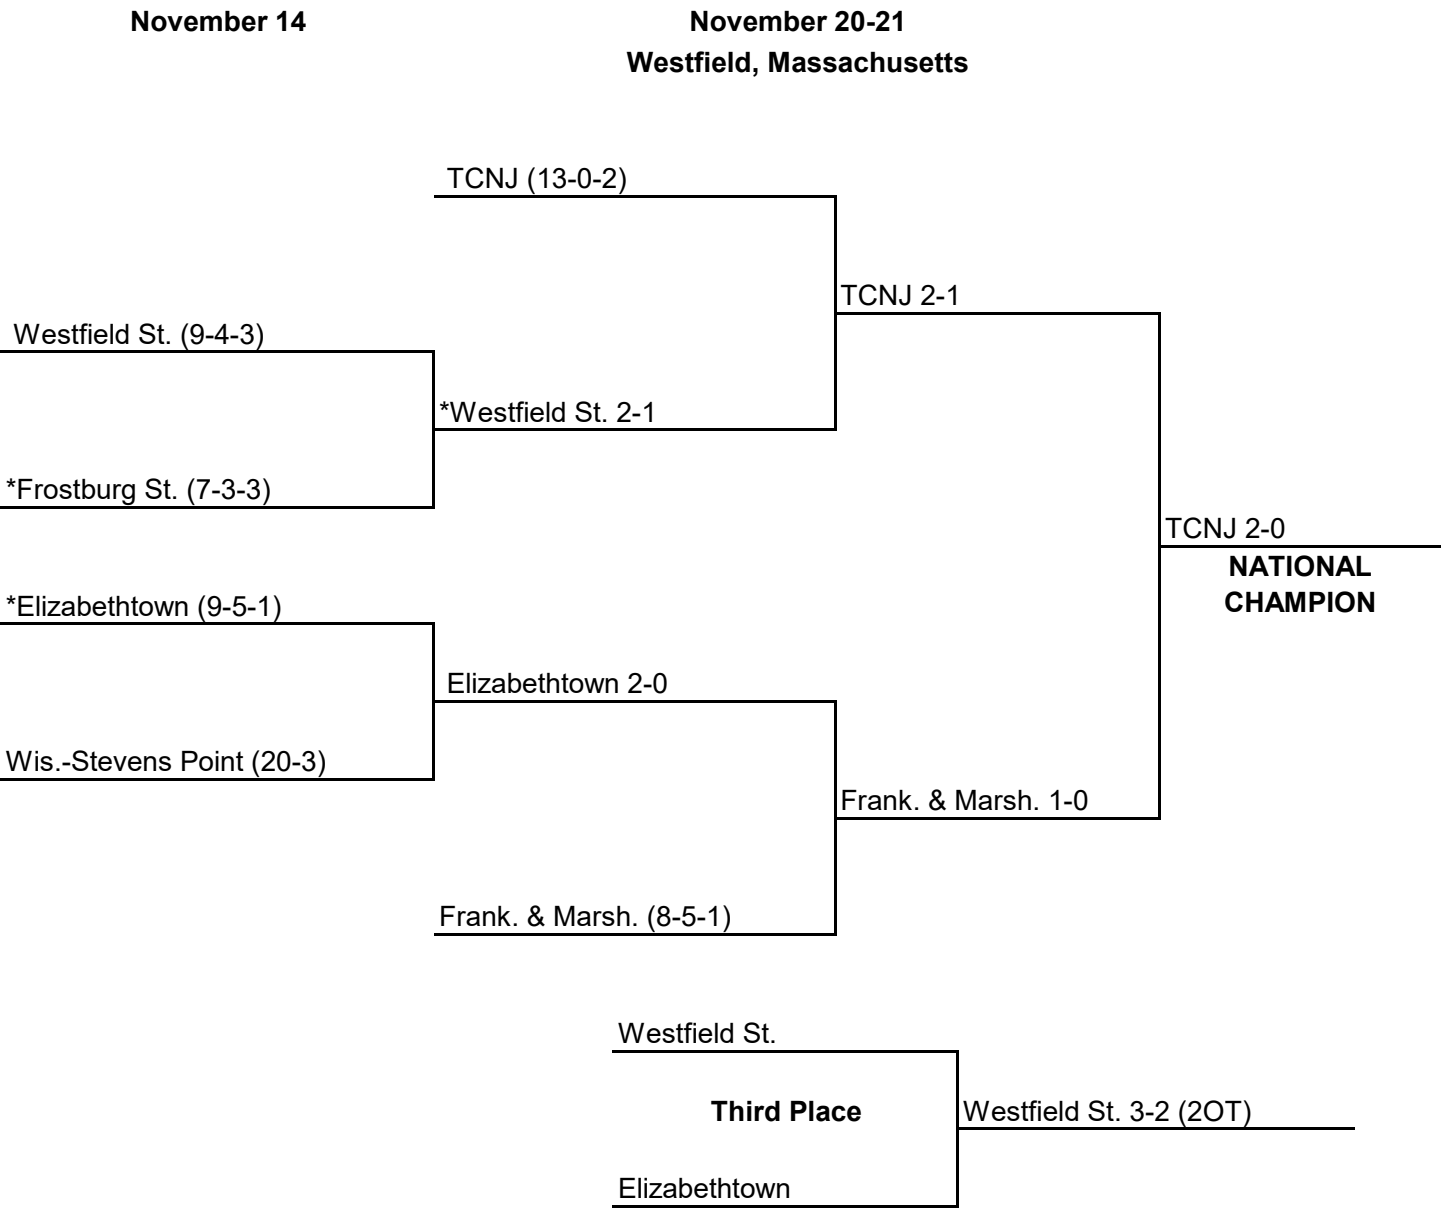 November 14
November 20-21
Westfield, Massachusetts
TCNJ (13-0-2)
TCNJ 2-1
Westfield St. (9-4-3)
*Westfield St. 2-1
*Frostburg St. (7-3-3)
TCNJ 2-0
NATIONAL
CHAMPION
*Elizabethtown (9-5-1)
Elizabethtown 2-0
Wis.-Stevens Point (20-3)
Frank. & Marsh. 1-0
Frank. & Marsh. (8-5-1)
Westfield St.
Third Place
Westfield St. 3-2 (2OT)
Elizabethtown